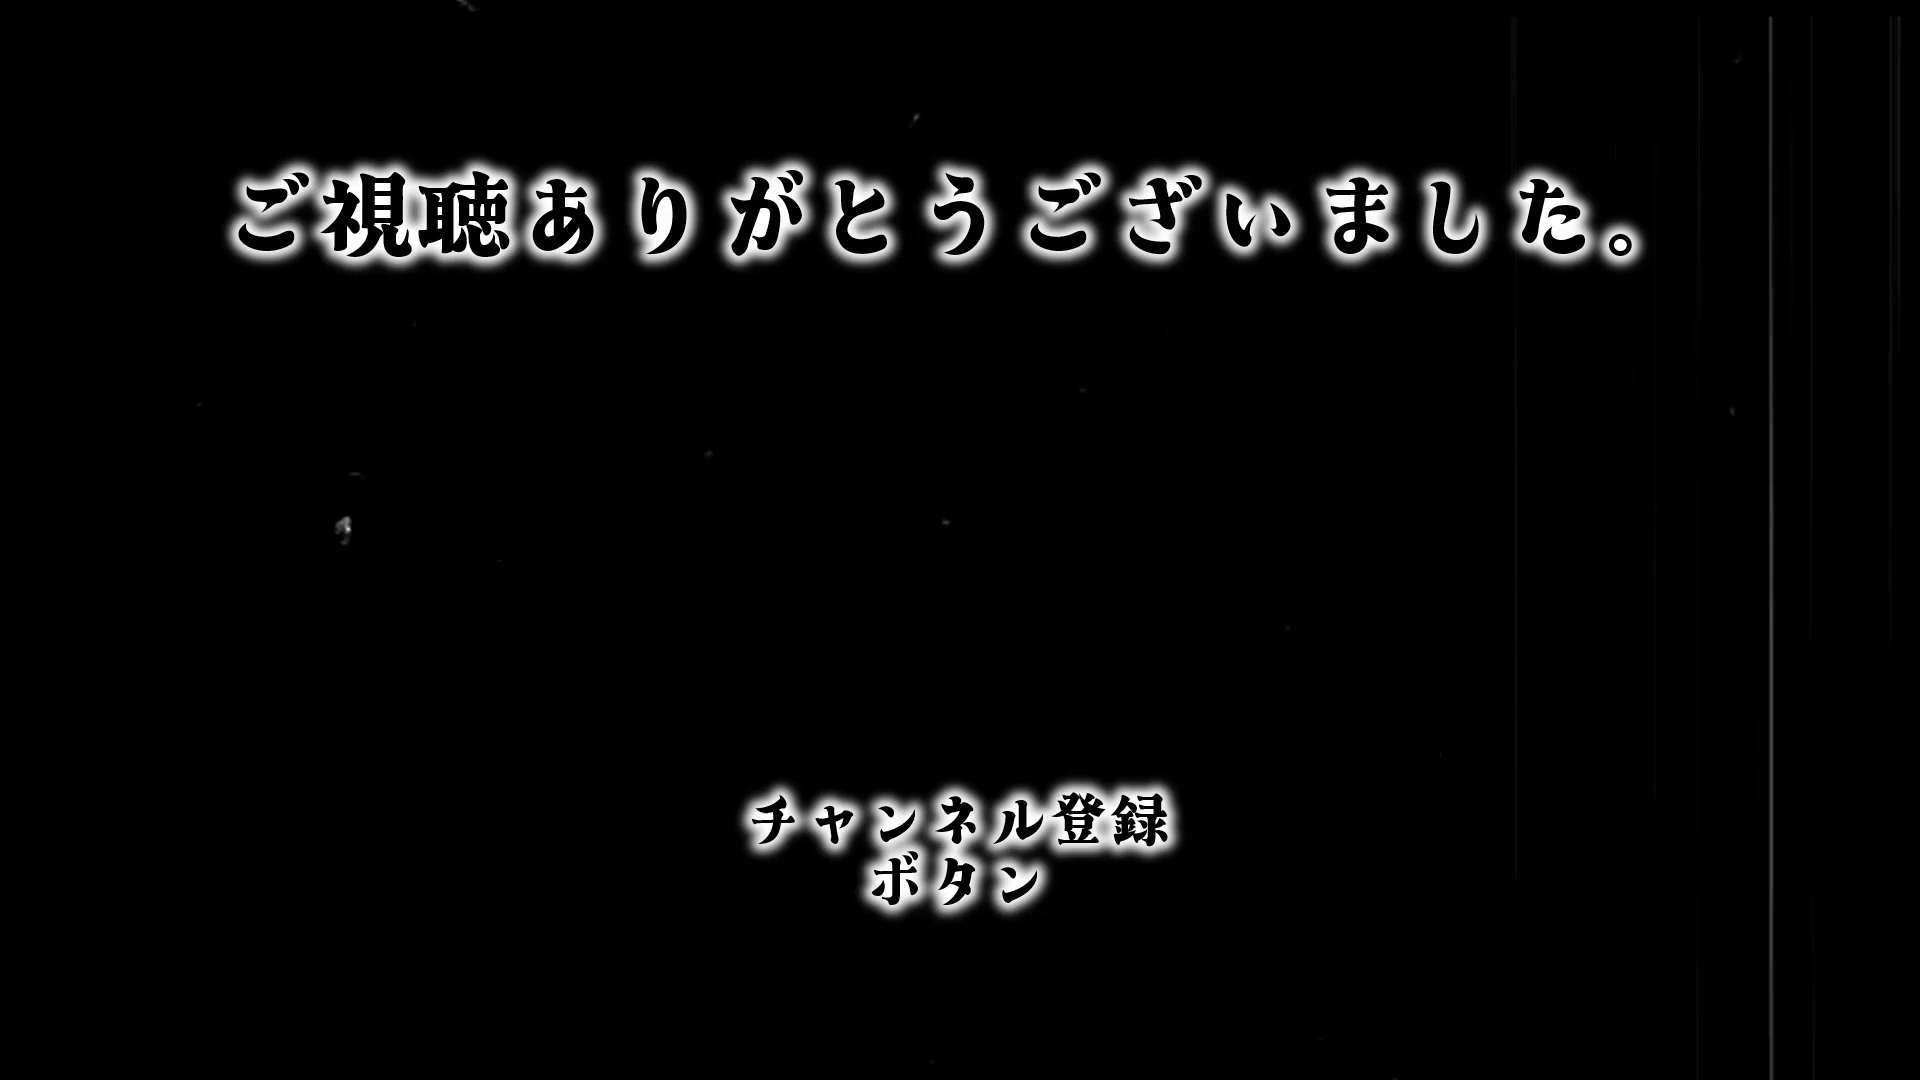 ご視聴ありがとうございました。
チャンネル登録
ボタン